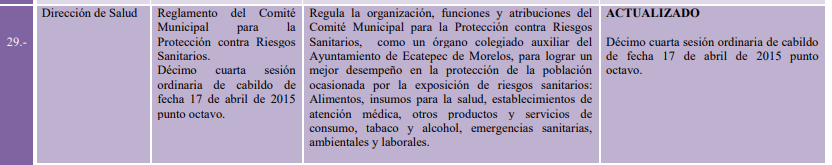 29.-
Dirección de Salud
Reglamento del Comité
Municipal para la
Protección contra Riesgos
Sanitarios.
Décimo cuarta sesión
ordinaria de cabildo de
fecha 17 de abril de 2015
punto octavo.
Regula la organización, funciones y atribuciones del
Comité Municipal para la Protección contra Riesgos
Sanitarios, como un órgano colegiado auxiliar del
Ayuntamiento de Ecatepec de Morelos, para lograr un
mejor desempeño en la protección de la población
ocasionada por la exposición de riesgos sanitarios:
Alimentos, insumos para la salud, establecimientos de
atención médica, otros productos y servicios de
consumo, tabaco y alcohol, emergencias sanitarias,
ambientales y laborales.
ACTUALIZADO
Décimo cuarta sesión ordinaria de cabildo
de fecha 17 de abril de 2015 punto
octavo.